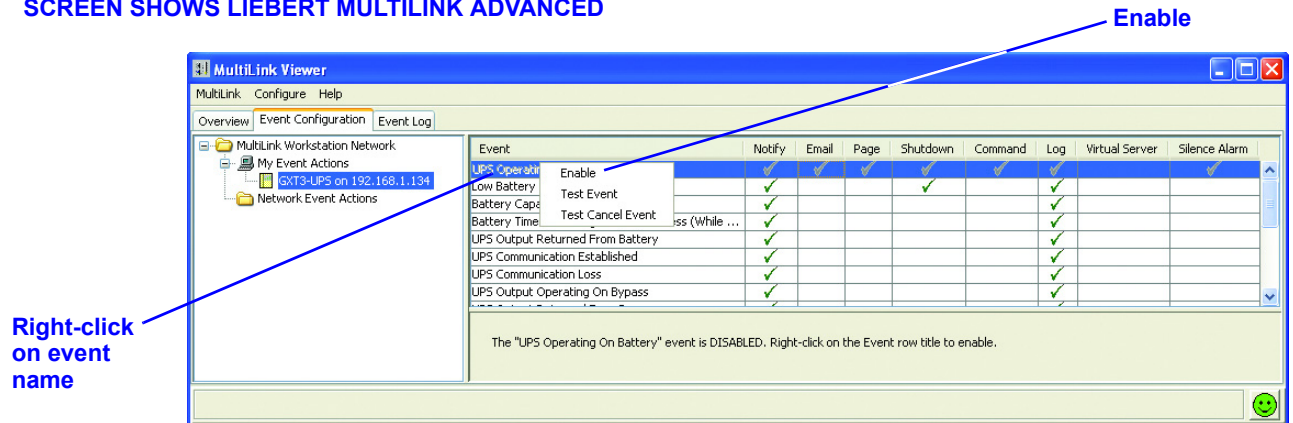 SCREEN SHOWS LIEBERT MULTILINK ADVANCED
Enable
MultiLink Viewer
MultiLink Configure Help
Overview Event Configuration Event Log
MultiLink Workstation Network
My Event Actions
GXT3-UPS on 192.168.1.134
Network Event Actions
Event Notify Email Page Shutdown Command Log Virtual Server Silence Alarm
UPS Operatin
Low Battery
Battery Capa
Battery Time ess (While ...
UPS Output Returned From Battery
UPS Communication Established
UPS Communication Loss
UPS Output Operating On Bypass
Enable
Test Event
Test Cancel Event
Right-click
on event
name
The "UPS Operating On Battery" event is DISABLED. Right-click on the Event row title to enable.